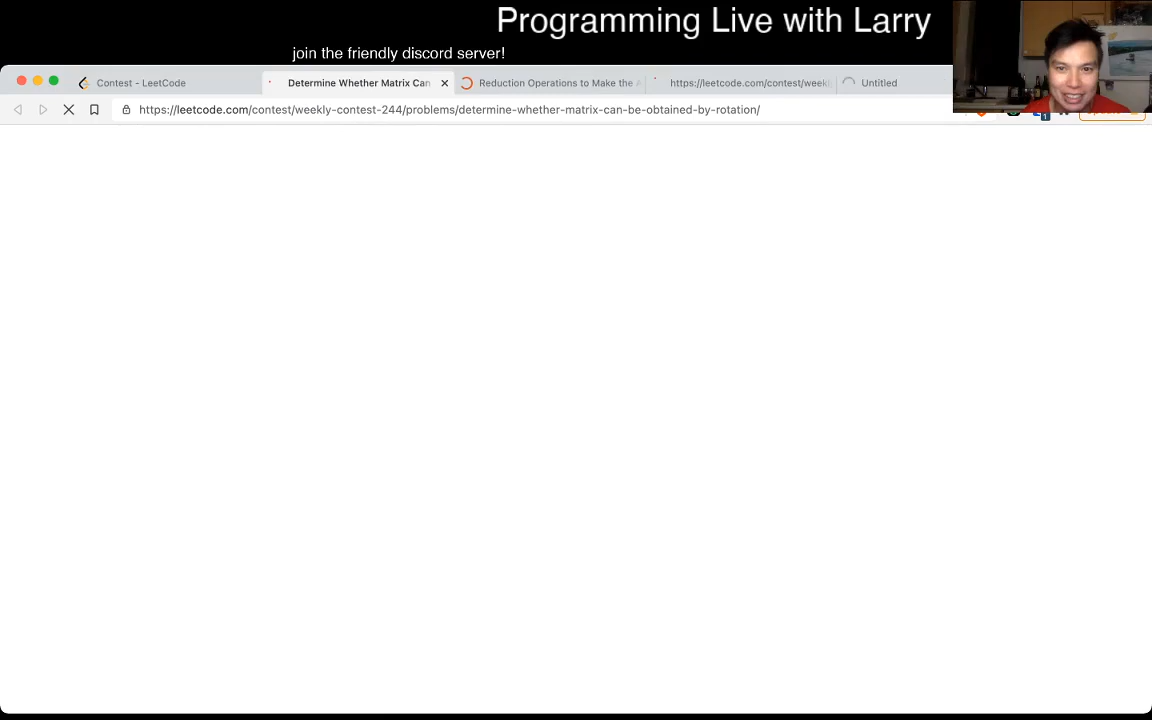 Programming Live with Larry
join the friendly discord server!
Contest - LeetCode
Determine Whether Matrix Can
Reduction Operations to Make the
https://leetcode.com/contest/weekl
Untitled
https://leetcode.com/contest/weekly-contest-244/problems/determine-whether-matrix-can-be-obtained-by-rotation/
1